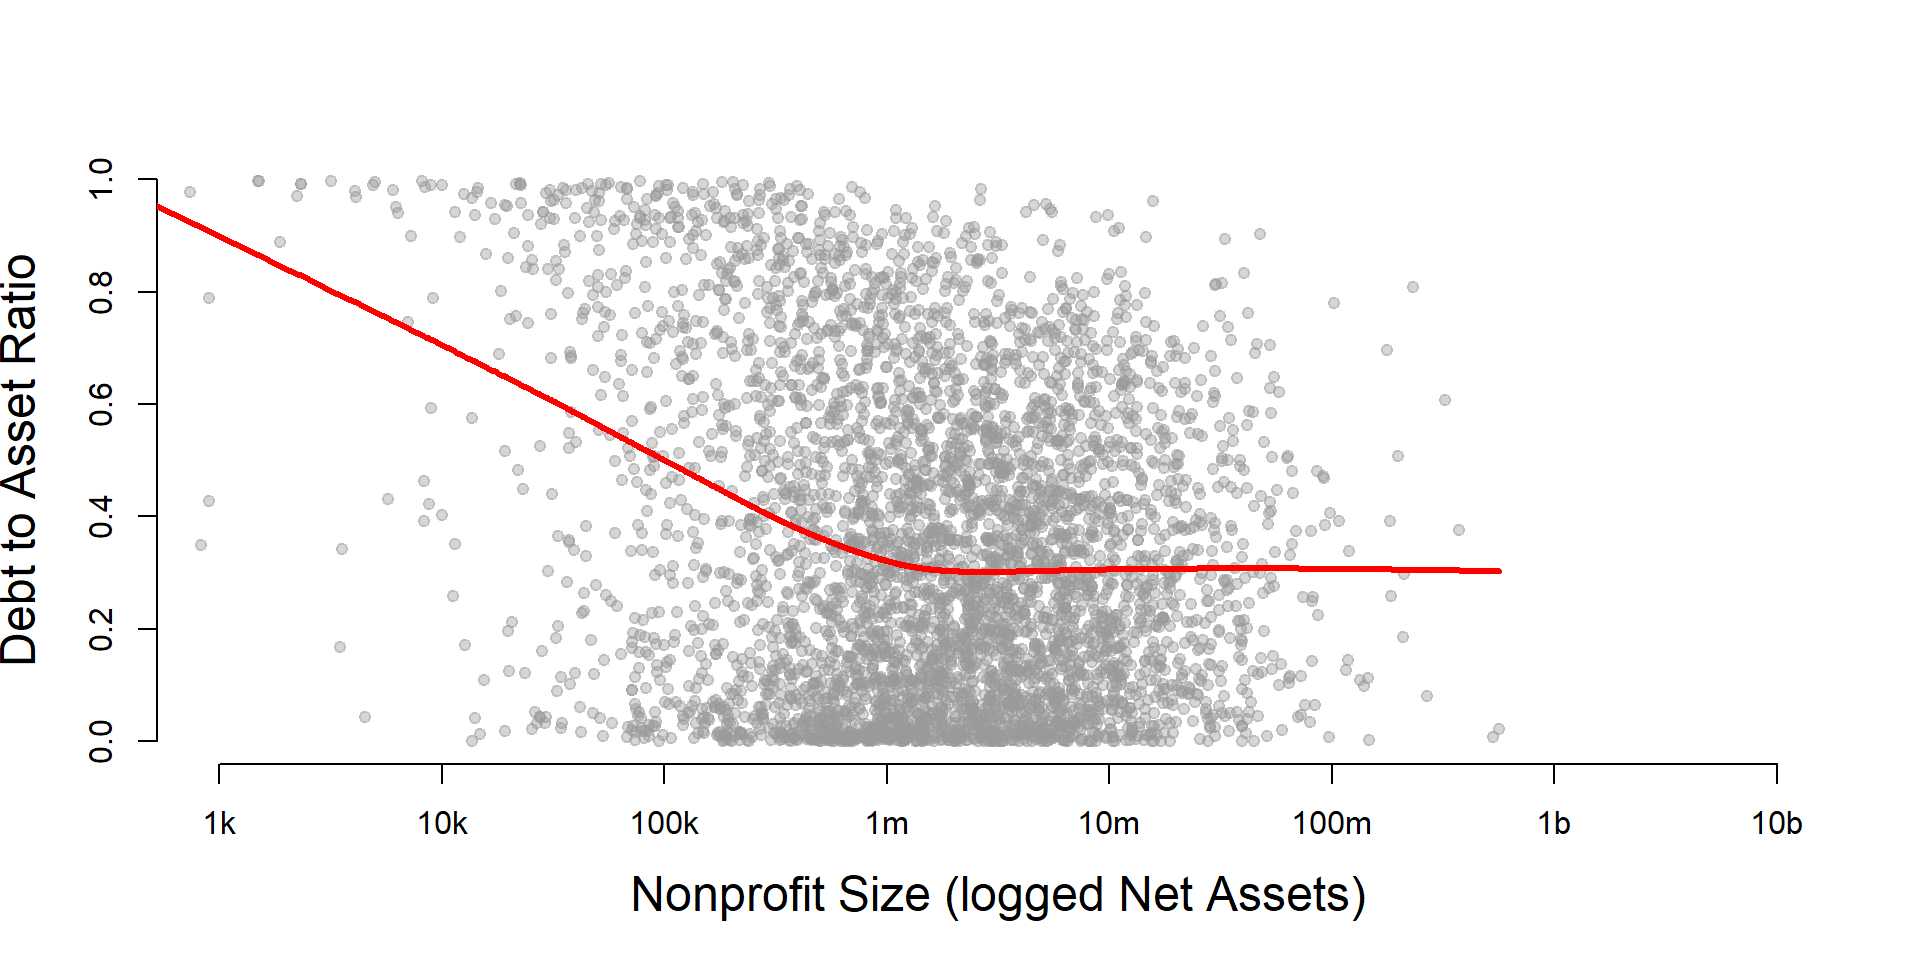 Debt to Asset Ratio
1.0
0.8
0.6
0.4
0.2
0.0
1k 10k 100k 1m 10m 100m 1b 10b
Nonprofit Size (logged Net Assets)